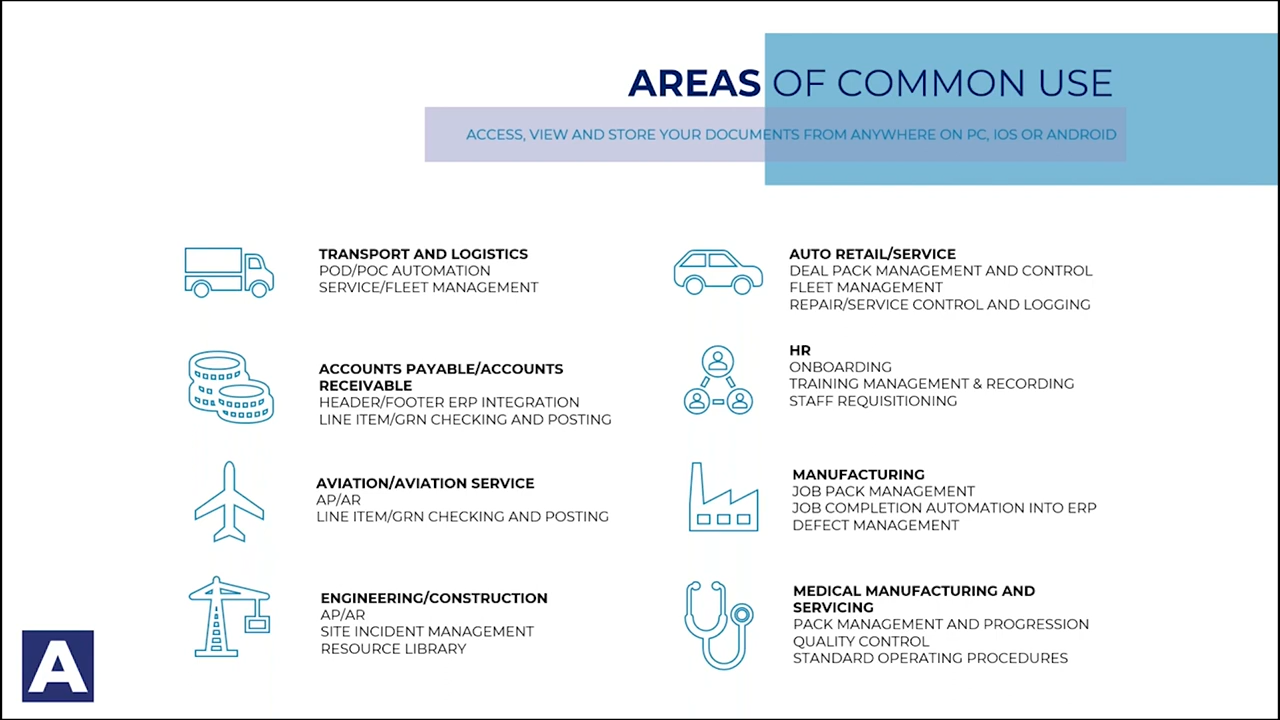 AREAS OF COMMON USE
ACCESS, VIEW AND STORE YOUR DOCUMENTS FROM ANYWHERE ON PC, IOS OR ANDROID
TRANSPORT AND LOGISTICS
POD/POC AUTOMATION
SERVICE/FLEET MANAGEMENT
ACCOUNTS PAYABLE/ACCOUNTS
RECEIVABLE
HEADER/FOOTER ERP INTEGRATION
LINE ITEM/GRN CHECKING AND POSTING
AVIATION/AVIATION SERVICE
AP/AR
LINE ITEM/GRN CHECKING AND POSTING
ENGINEERING/CONSTRUCTION
AP/AR
SITE INCIDENT MANAGEMENT
RESOURCE LIBRARY
AUTO RETAIL/SERVICE
DEAL PACK MANAGEMENT AND CONTROL
FLEET MANAGEMENT
REPAIR/SERVICE CONTROL AND LOGGING
HR
ONBOARDING
TRAINING MANAGEMENT & RECORDING
STAFF REQUISITIONING
MANUFACTURING
JOB PACK MANAGEMENT
JOB COMPLETION AUTOMATION INTO ERP
DEFECT MANAGEMENT
MEDICAL MANUFACTURING AND
SERVICING
PACK MANAGEMENT AND PROGRESSION
QUALITY CONTROL
STANDARD OPERATING PROCEDURES
A